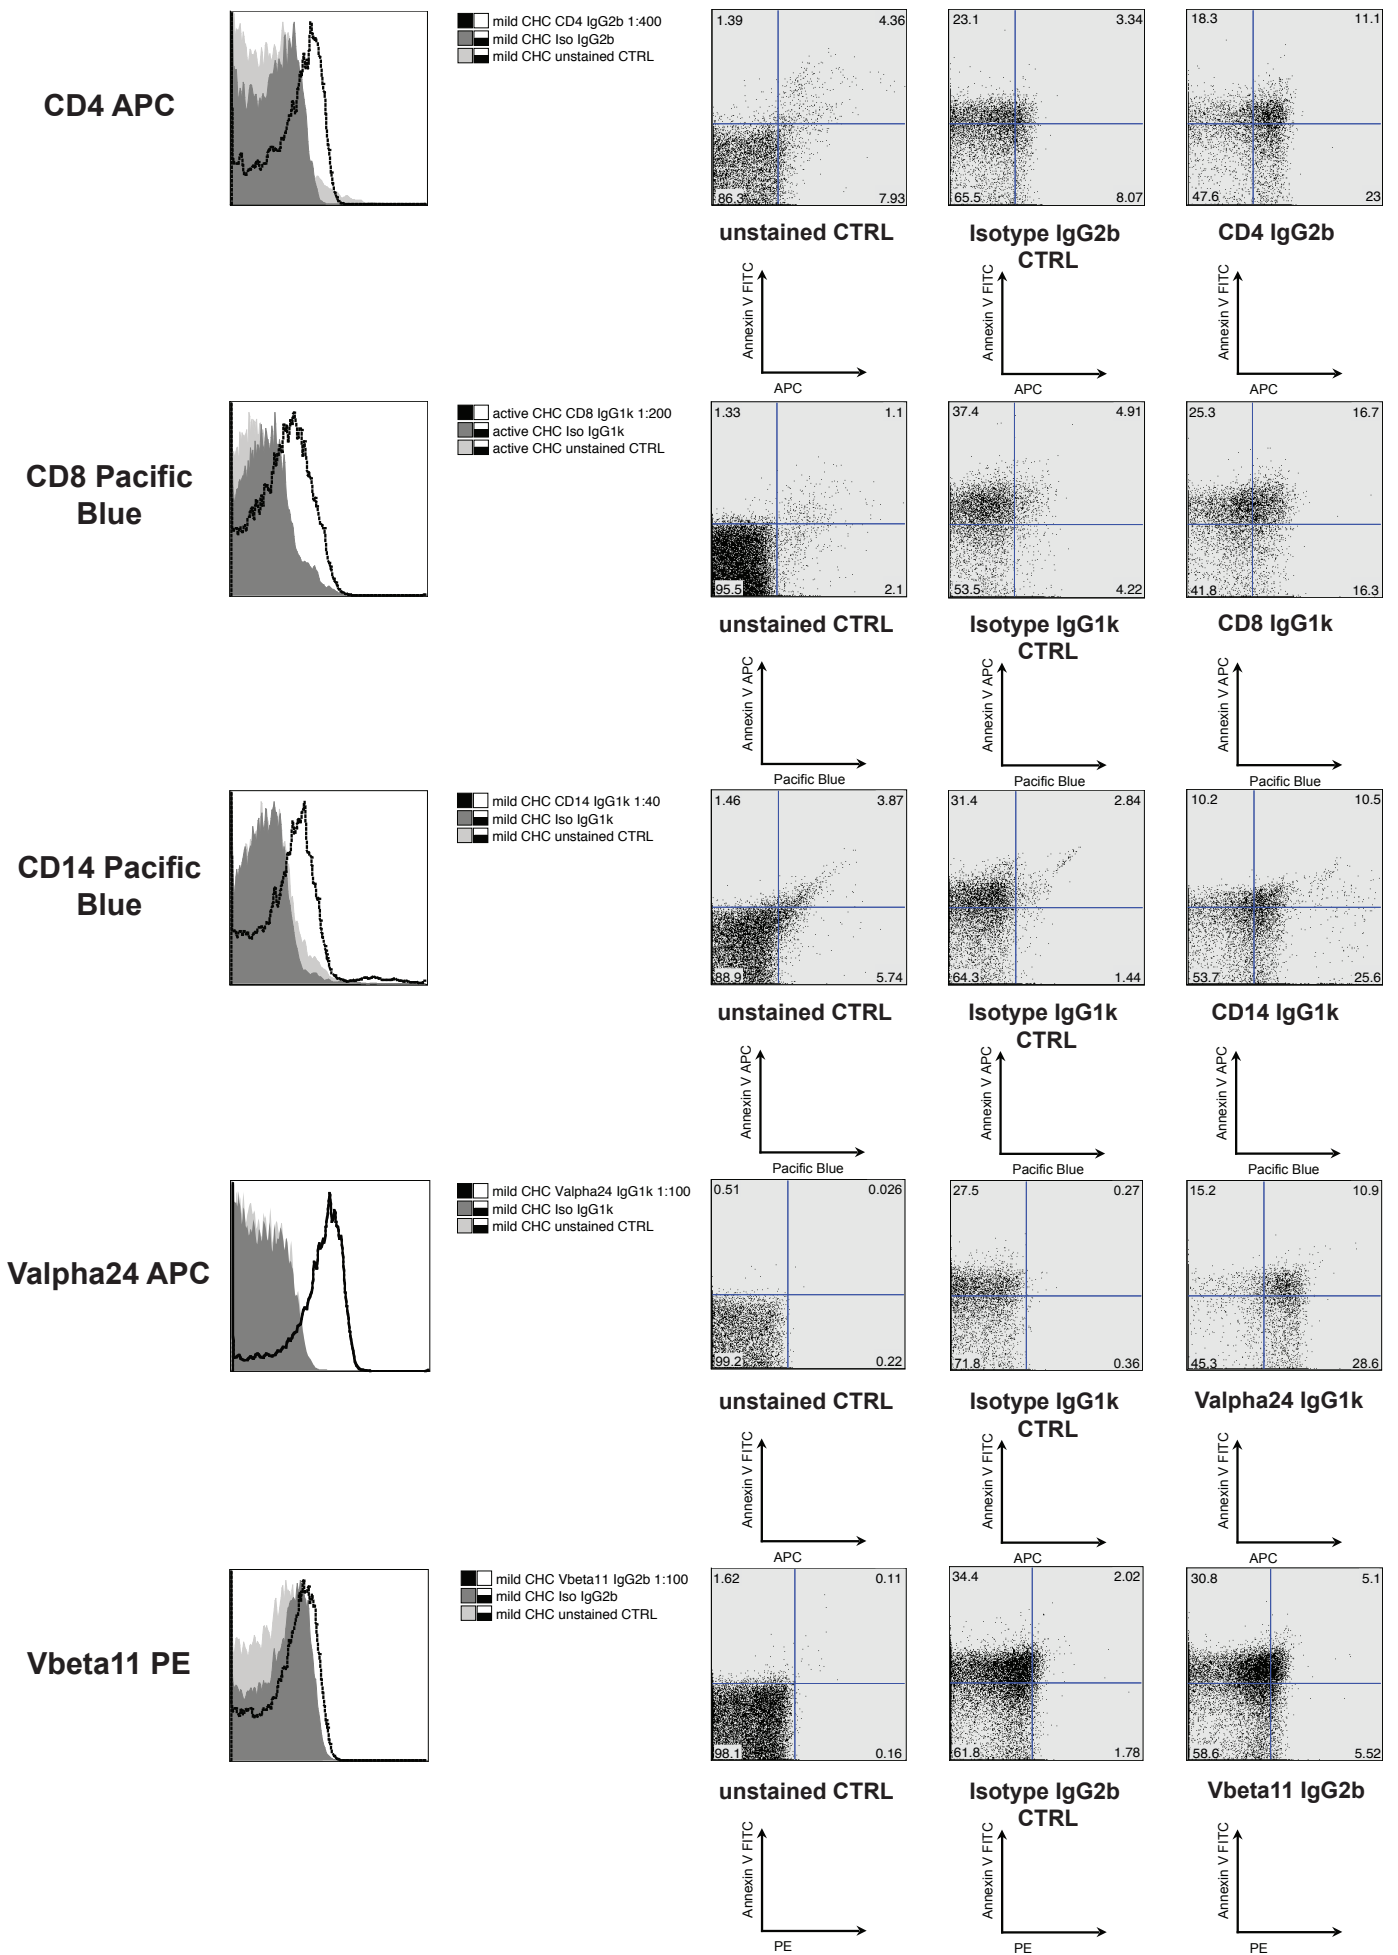 CD4 APC
mild CHC CD4 IgG2b 1:400
mild CHC Iso IgG2b
mild CHC unstained CTRL
1.39 4.36
86.3 7.93
unstained CTRL
Annexin V FITC
APC
23.1 3.34
65.5 8.07
Isotype IgG2b
CTRL
Annexin V FITC
APC
18.3 11.1
47.6 23
CD4 IgG2b
Annexin V FITC
APC
CD8 Pacific
Blue
active CHC CD8 IgG1k 1:200
active CHC Iso IgG1k
active CHC unstained CTRL
1.33 1.1
95.5 2.1
unstained CTRL
Annexin V APC
Pacific Blue
37.4 4.91
53.5 4.22
Isotype IgG1k
CTRL
Annexin V APC
Pacific Blue
25.3 16.7
41.8 16.3
CD8 IgG1k
Annexin V APC
Pacific Blue
CD14 Pacific
Blue
mild CHC CD14 IgG1k 1:40
mild CHC Iso IgG1k
mild CHC unstained CTRL
1.46 3.87
88.9 5.74
unstained CTRL
Annexin V APC
Pacific Blue
31.4 2.84
64.3 1.44
Isotype IgG1k
CTRL
Annexin V APC
Pacific Blue
10.2 10.5
53.7 25.6
CD14 IgG1k
Annexin V APC
Pacific Blue
Valpha24 APC
mild CHC Valpha24 IgG1k 1:100
mild CHC Iso IgG1k
mild CHC unstained CTRL
0.51 0.026
99.2 0.22
unstained CTRL
Annexin V FITC
APC
27.5 0.27
71.8 0.36
Isotype IgG1k
CTRL
Annexin V FITC
APC
15.2 10.9
45.3 28.6
Valpha24 IgG1k
Annexin V FITC
APC
Vbeta11 PE
mild CHC Vbeta11 IgG2b 1:100
mild CHC Iso IgG2b
mild CHC unstained CTRL
1.62 0.11
98.1 0.16
unstained CTRL
Annexin V FITC
PE
34.4 2.02
61.8 1.78
Isotype IgG2b
CTRL
Annexin V FITC
PE
30.8 5.1
58.6 5.52
Vbeta11 IgG2b
Annexin V FITC
PE